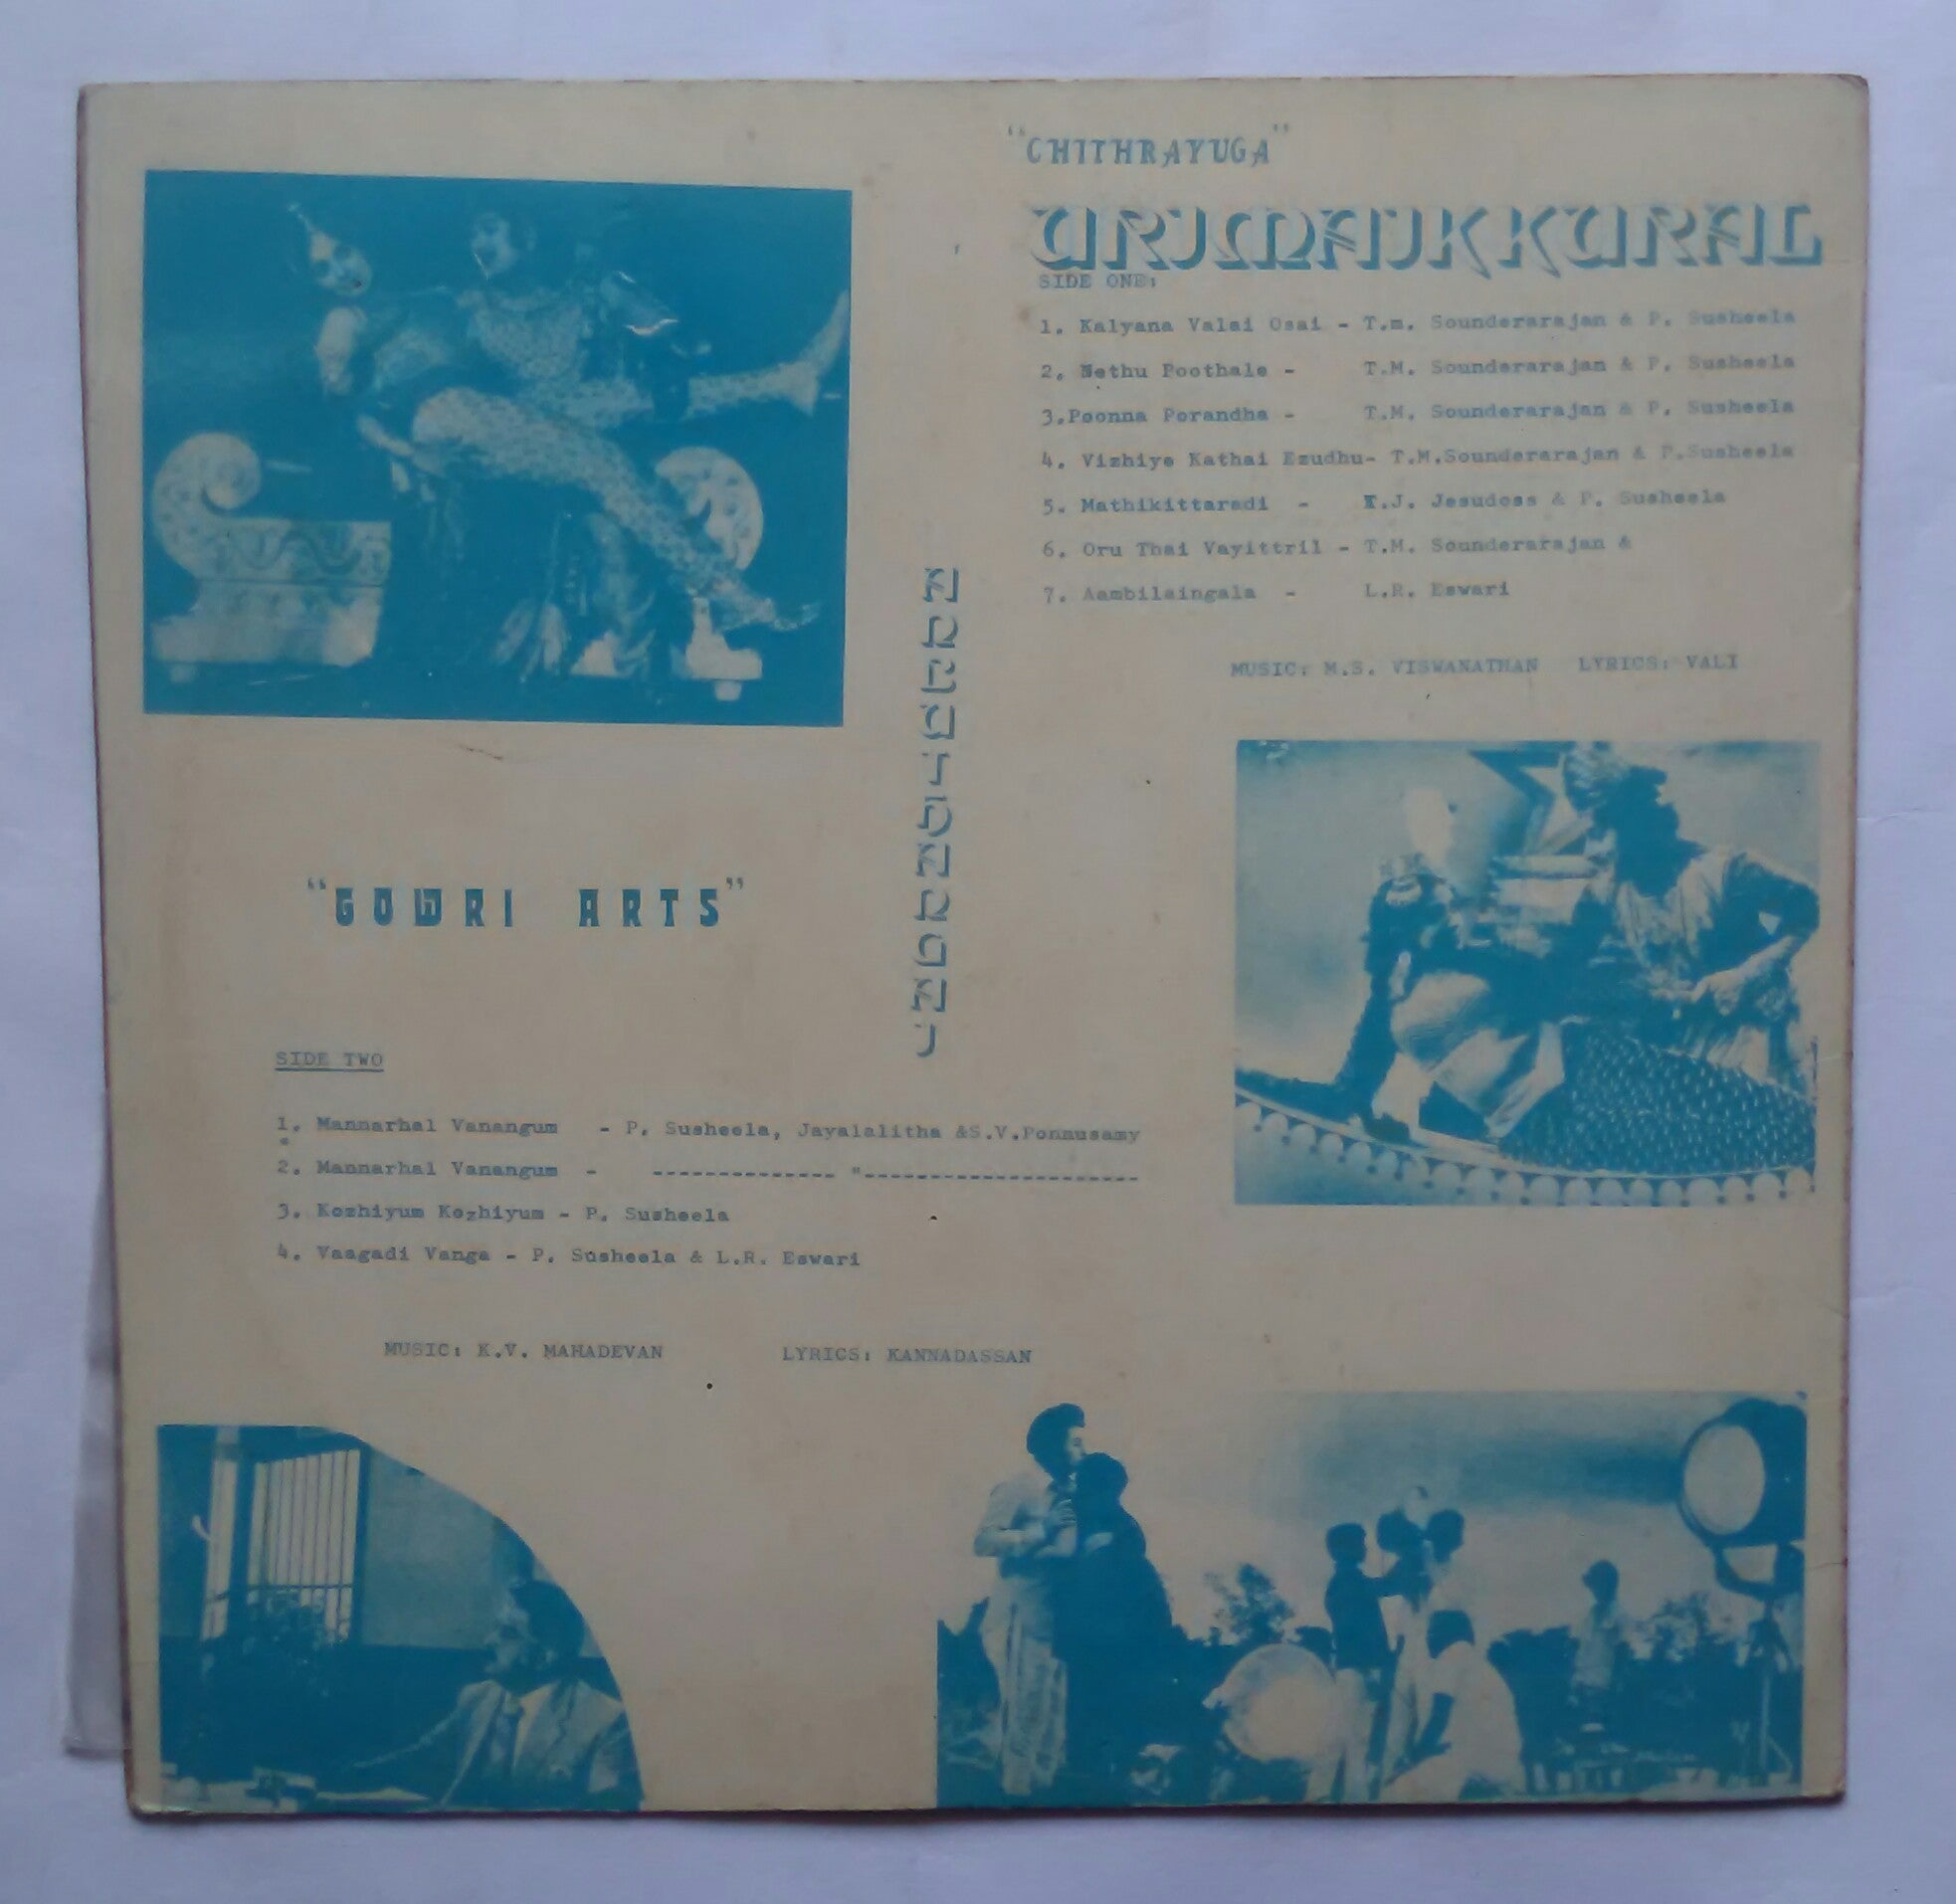 "CHITHRAYUGA"
URIMAIKKURAL
SIDE ONE:
1. Kalyana Valai Osai - T.m. Sounderarajan & P. Susheela
2. Nethu Poothale - T.M. Sounderarajan & P. Susheela
3.Poonna Porandha - T.M. Sounderarajan & P. Susheela
4. Vizhiye Kathai Ezudhu- T.M.Sounderarajan & P.Susheela
5. Mathikittaradi - K.J. Jesudoss & P. Susheela
6. Oru Thai Vayittril - T.M. Sounderarajan &
7. Aambilaingala - L.R. Eswari
MUSIC: M.S. VISWANATHAN LYRICS: VALI
ANBUTHANGAI
"GOWRI ARTS"
SIDE TWO
1. Mannarhal Vanangum - P. Susheela, Jayalalitha &S.V.Ponnusamy
2. Mannarhal Vanangum - -------------- "---------------------
3. Kozhiyum Kozhiyum - P. Susheela
4. Vaagadi Vanga - P. Susheela & L.R. Eswari
MUSIC: K.V. MAHADEVAN LYRICS: KANNADASSAN